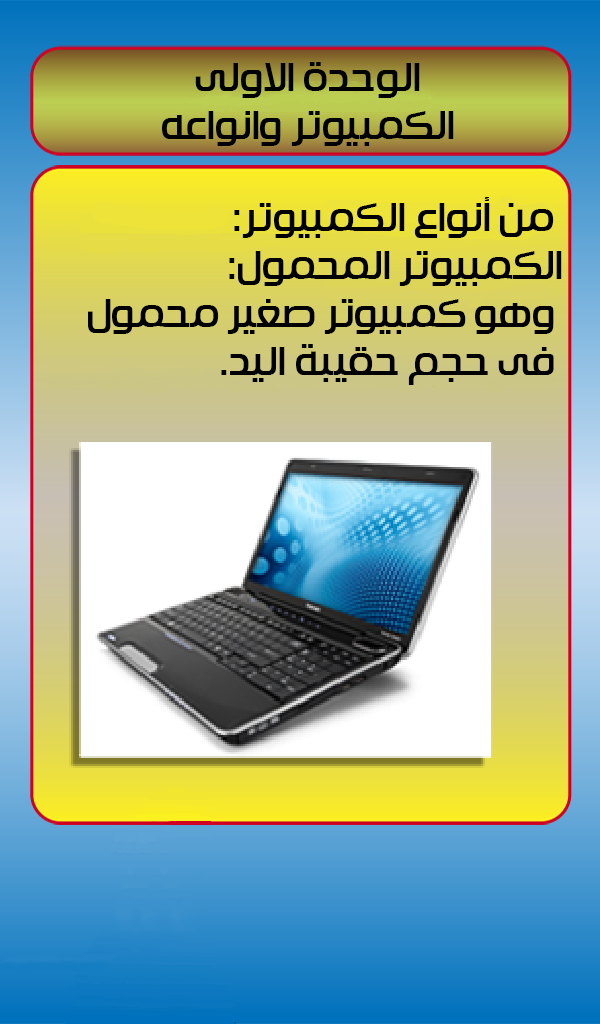 الوحدة الاولى
الكمبيوتر وانواعه
من أنواع الكمبيوتر:
الكمبيوتر المحمول:
وهو كمبيوتر صغير محمول
فى حجم حقيبة اليد.